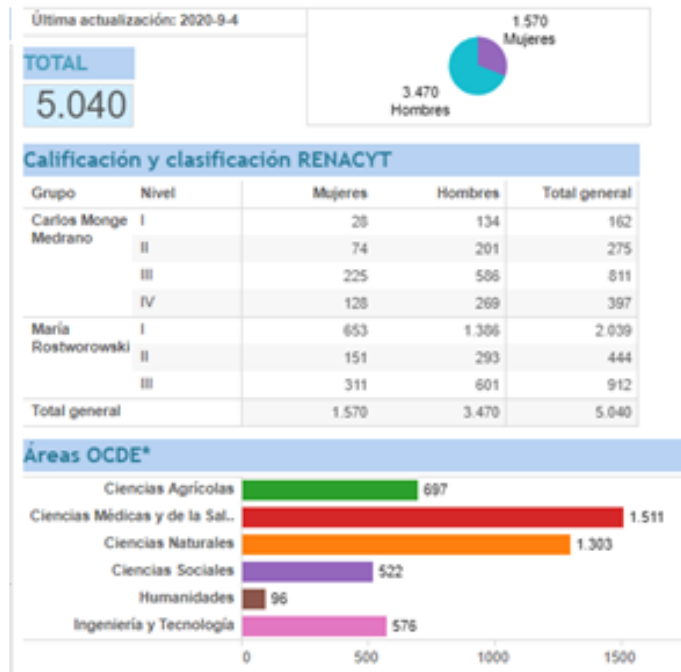 Última actualización: 2020-9-4
TOTAL
5.040
1.570
Mujeres
3.470
Hombres
Calificación y clasificación RENACYT
Grupo Nivel Mujeres Hombres Total general
Carlos Monge Medrano I 28 134 162
II 74 201 275
III 225 586 811
IV 128 269 397
María Rostworowski I 653 1.386 2.039
II 151 293 444
III 311 601 912
Total general 1.570 3.470 5.040
Áreas OCDE*
Ciencias Agrícolas 697
Ciencias Médicas y de la Sal.. 1.511
Ciencias Naturales 1.303
Ciencias Sociales 522
Humanidades 96
Ingeniería y Tecnología 576
0 500 1000 1500